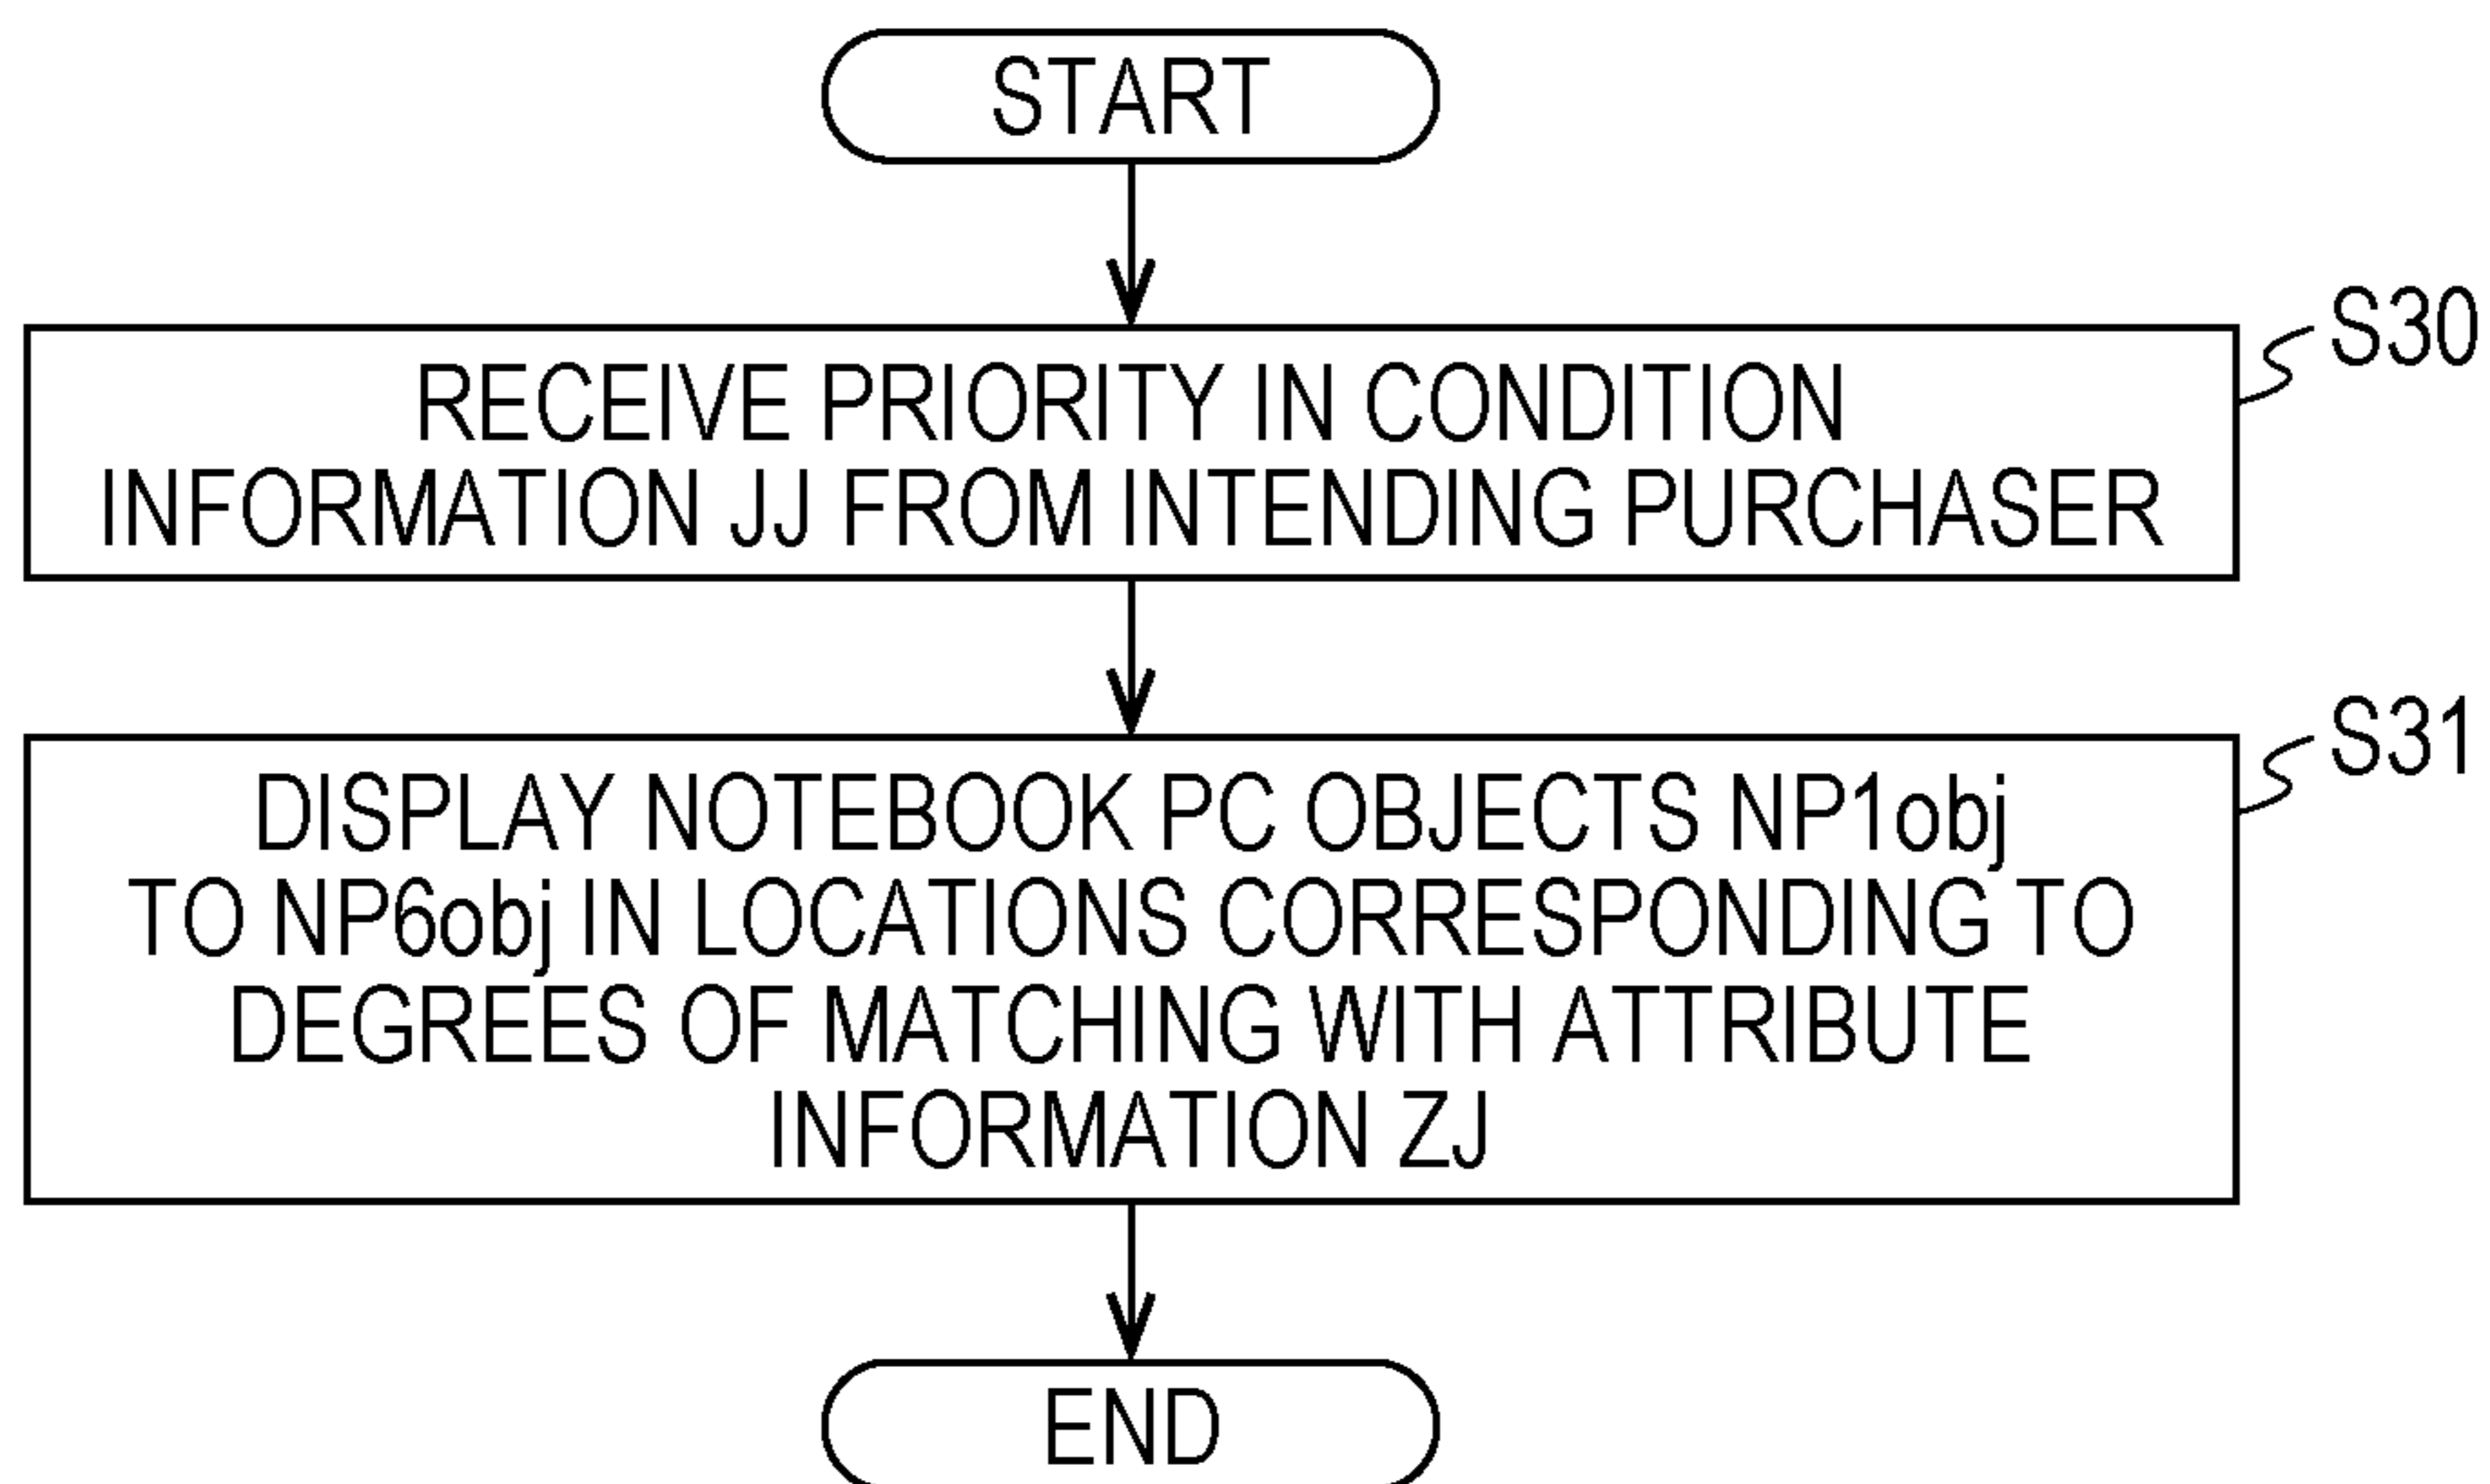 START
S30
RECEIVE PRIORITY IN CONDITION
INFORMATION JJ FROM INTENDING PURCHASER
S31
DISPLAY NOTEBOOK PC OBJECTS NP1obj
TO NP6obj IN LOCATIONS CORRESPONDING TO
DEGREES OF MATCHING WITH ATTRIBUTE
INFORMATION ZJ
END